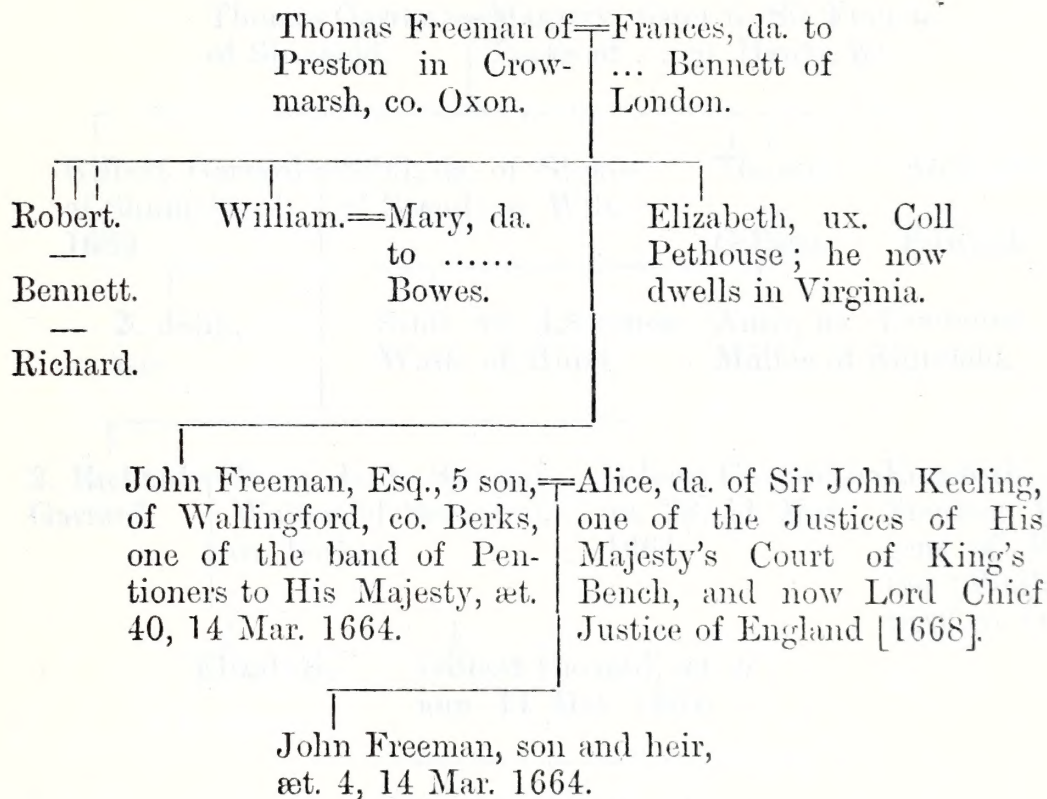 Thomas Freeman of═Frances, da. to
Preston in Crow- ... Bennett of
marsh, co. Oxon. London.
Robert. William.═Mary, da. Elizabeth, ux. Coll
— to ...... Pethouse ; he now
Bennett. Bowes. dwells in Virginia.
—
Richard.
John Freeman, Esq., 5 son,═Alice, da. of Sir John Keeling,
of Wallingford, co. Berks, one of the Justices of His
one of the band of Pen- Majesty's Court of King's
tioners to His Majesty, æt. Bench, and now Lord Chief
40, 14 Mar. 1664. Justice of England [1668].
John Freeman, son and heir,
æt. 4, 14 Mar. 1664.